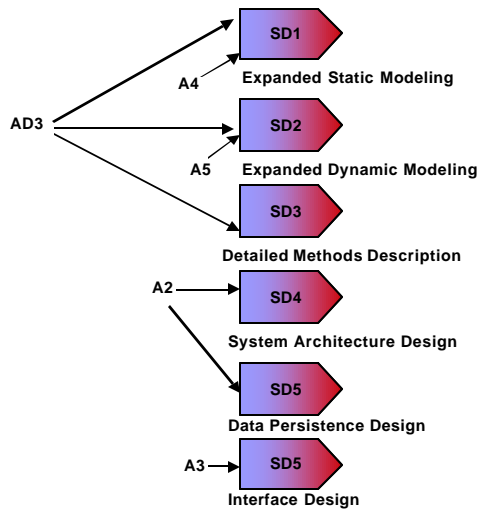 SD1
A4
Expanded Static Modeling
AD3
SD2
A5
Expanded Dynamic Modeling
SD3
Detailed Methods Description
A2
SD4
System Architecture Design
SD5
Data Persistence Design
A3
SD5
Interface Design